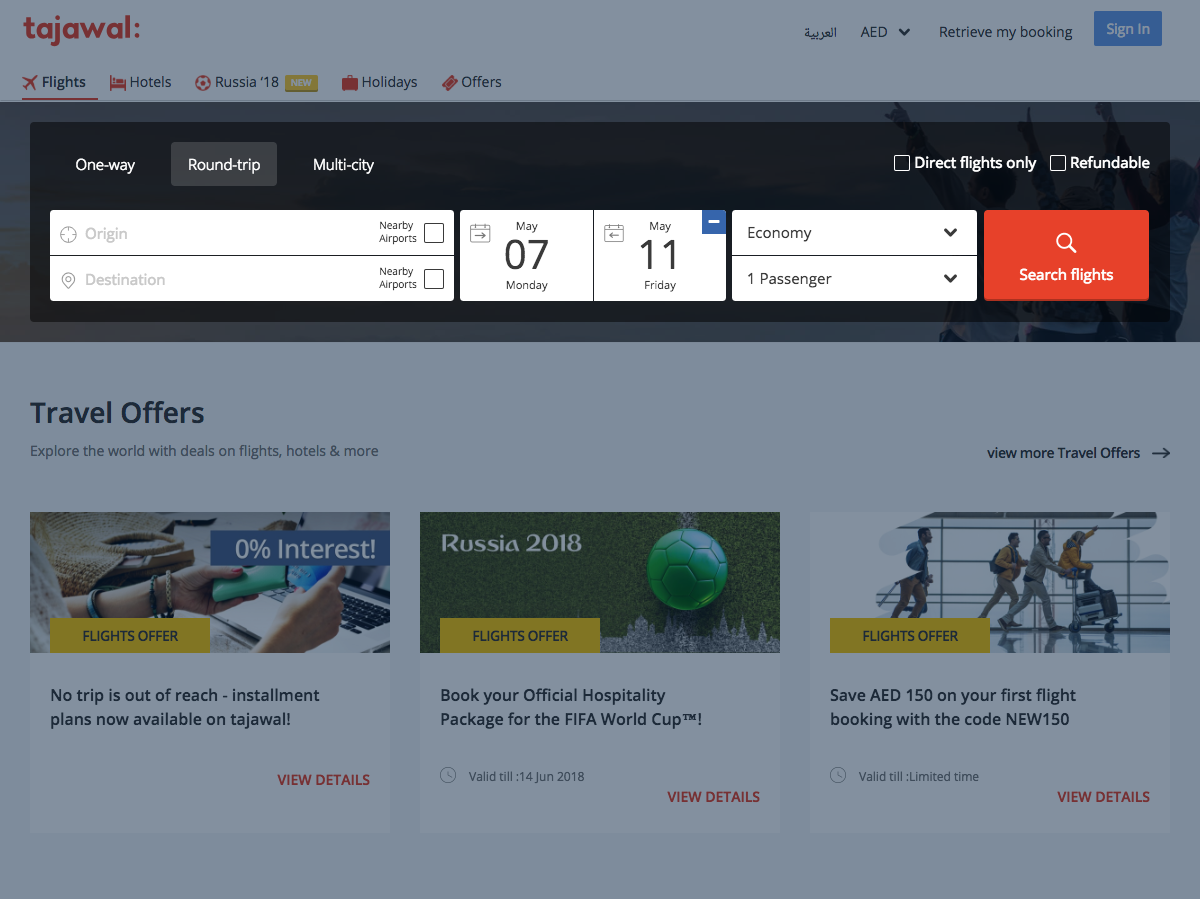 tajawal:
العربية
AED
Retrieve my booking
Sign In
Flights
Hotels
Russia '18
NEW
Holidays
Offers
One-way
Round-trip
Multi-city
Direct flights only
Refundable
Origin
Nearby
Airports
Destination
Nearby
Airports
May
07
Monday
May
11
Friday
Economy
1 Passenger
Search flights
Travel Offers
Explore the world with deals on flights, hotels & more
view more Travel Offers
0% Interest!
FLIGHTS OFFER
No trip is out of reach - installment
plans now available on tajawal!
VIEW DETAILS
Russia 2018
FLIGHTS OFFER
Book your Official Hospitality
Package for the FIFA World Cup™!
Valid till :14 Jun 2018
VIEW DETAILS
FLIGHTS OFFER
Save AED 150 on your first flight
booking with the code NEW150
Valid till :Limited time
VIEW DETAILS